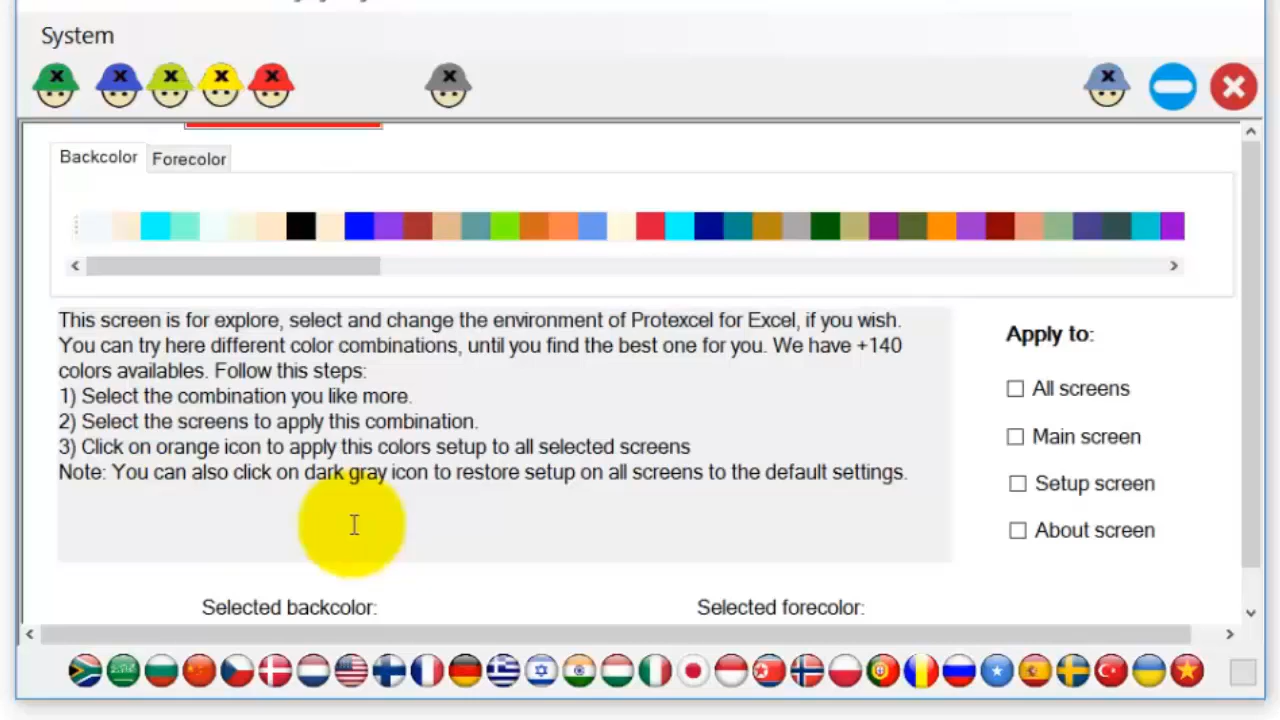 System
Backcolor
Forecolor
This screen is for explore, select and change the environment of Protexcel for Excel, if you wish.
You can try here different color combinations, until you find the best one for you. We have +140
colors availables. Follow this steps:
1) Select the combination you like more.
2) Select the screens to apply this combination.
3) Click on orange icon to apply this colors setup to all selected screens
Note: You can also click on dark gray icon to restore setup on all screens to the default settings.
Apply to:
All screens
Main screen
Setup screen
About screen
Selected backcolor:
Selected forecolor: